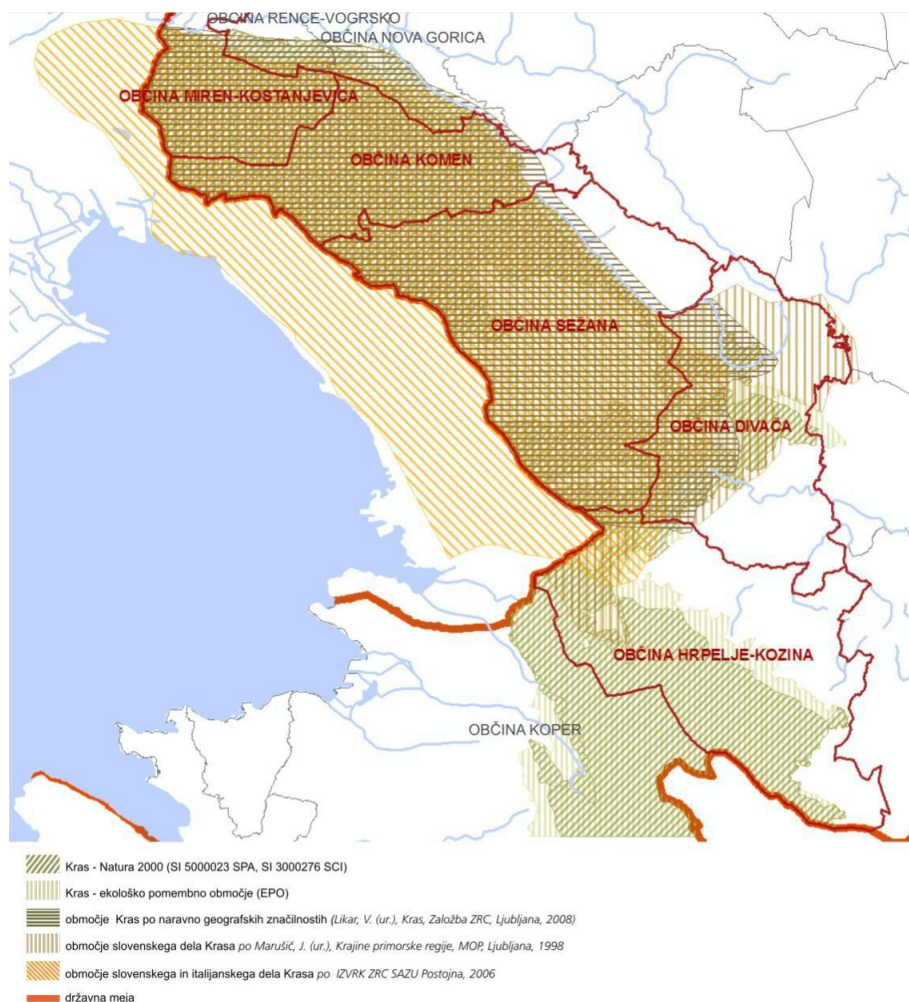 OBČINA RENČE-VOGRSKO
OBČINA NOVA GORICA
OBČINA MIREN-KOSTANJEVICA
OBČINA KOMEN
OBČINA SEŽANA
OBČINA DIVAČA
OBČINA HRPELJE-KOZINA
OBČINA KOPER
Kras - Natura 2000 (SI 5000023 SPA, SI 3000276 SCI)
Kras - ekološko pomembno območje (EPO)
območje Kras po naravno geografskih značilnostih (Likar, V. (ur.), Kras, Založba ZRC, Ljubljana, 2008)
območje slovenskega dela Krasa po Marušič, J. (ur.), Krajine primorske regije, MOP, Ljubljana, 1998
območje slovenskega in italijanskega dela Krasa po IZVRK ZRC SAZU Postojna, 2006
državna meja